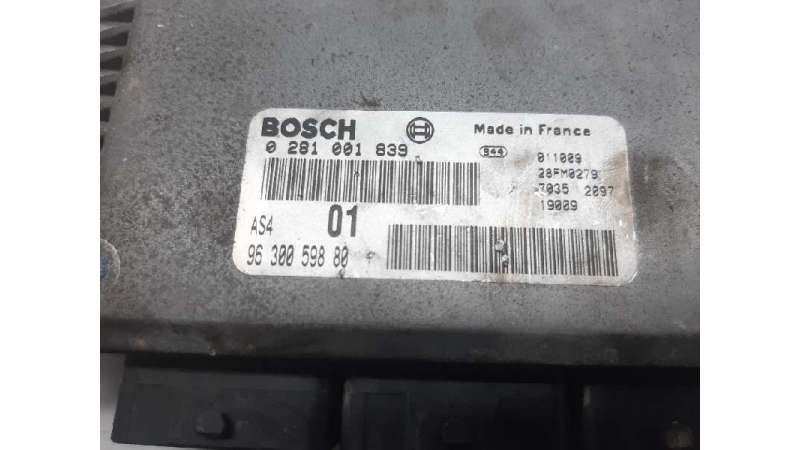 BOSCH Made in France
0 281 001 839 844 011009
28FM0279
7035 2097
19009
AS4 01
96 300 598 80